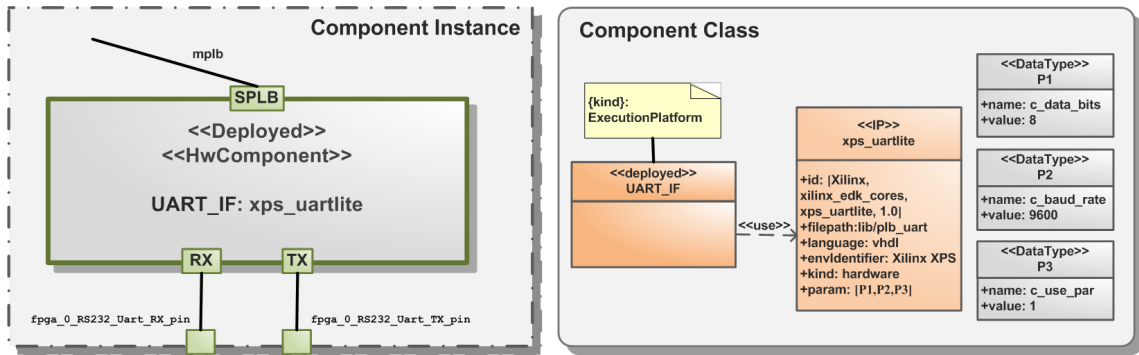 Component Instance
mplb
SPLB
<<Deployed>>
<<HwComponent>>
UART_IF: xps_uartlite
RX
TX
fpga_0_RS232_Uart_RX_pin
fpga_0_RS232_Uart_TX_pin
Component Class
{kind}:
ExecutionPlatform
<<deployed>>
UART_IF
<<use>>
<<IP>>
xps_uartlite
+id: [Xilinx,
xilinx_edk_cores,
xps_uartlite, 1.0]
+filepath:lib/plb_uart
+language: vhdl
+envIdentifier: Xilinx XPS
+kind: hardware
+param: [P1,P2,P3]
<<DataType>>
P1
+name: c_data_bits
+value: 8
<<DataType>>
P2
+name: c_baud_rate
+value: 9600
<<DataType>>
P3
+name: c_use_par
+value: 1